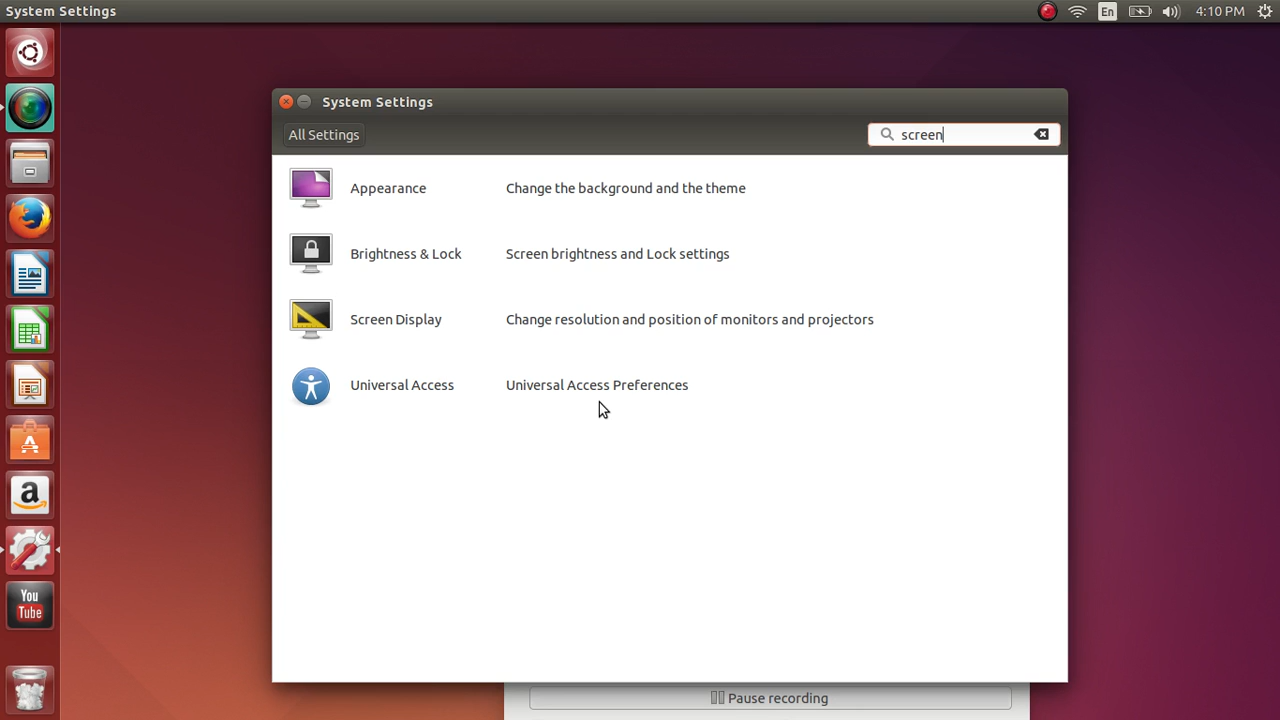 System Settings
En
4:10 PM
System Settings
All Settings
screen
Appearance Change the background and the theme
Brightness & Lock Screen brightness and Lock settings
Screen Display Change resolution and position of monitors and projectors
Universal Access Universal Access Preferences
A
a
You
Tube
Pause recording